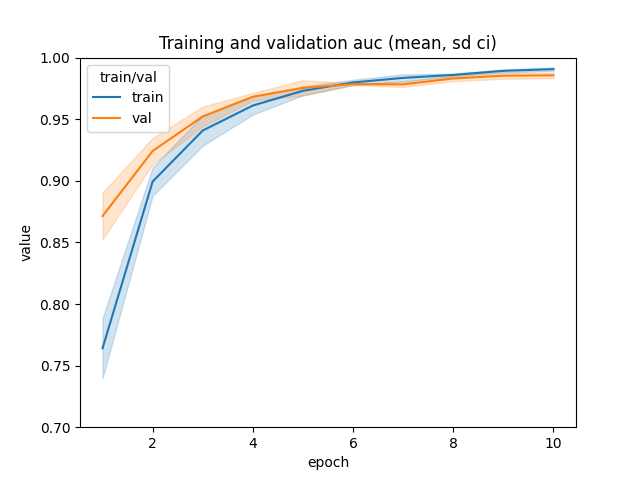 Training and validation auc (mean, sd ci)
train/val
train
val
1.00
0.95
0.90
0.85
0.80
0.75
0.70
value
2
4
6
8
10
epoch